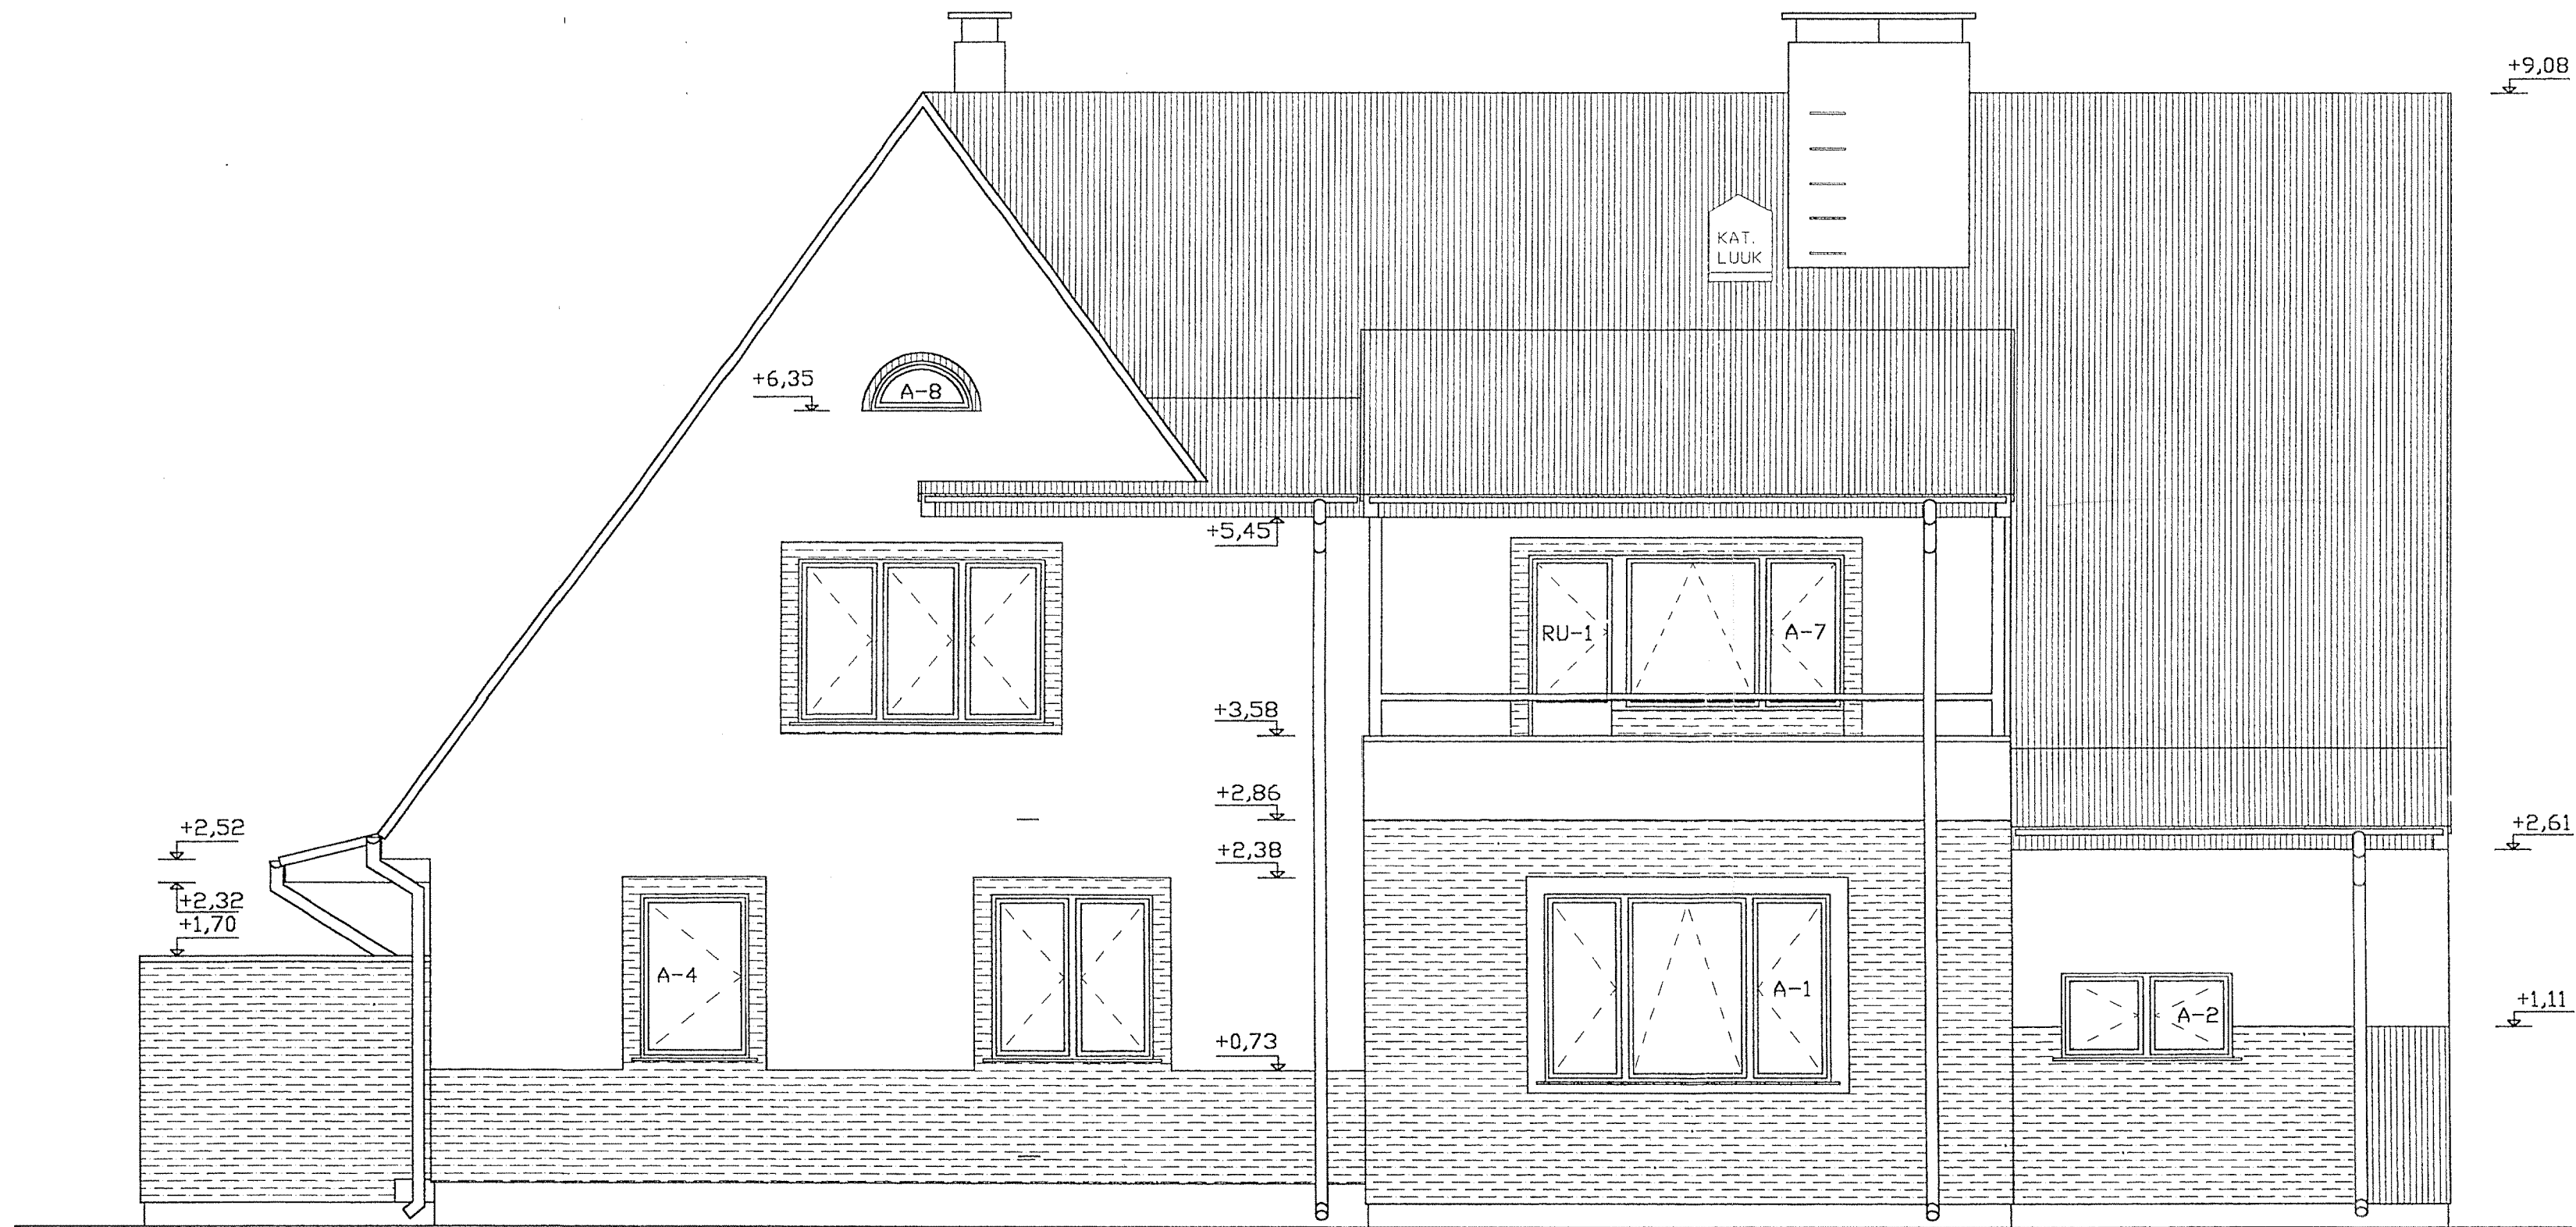 +9,08
KAT.
LUUK
+6,35
A-8
+5,45
RU-1
A-7
+3,58
+2,86
+2,52
+2,61
+2,38
+2,32
+1,70
A-4
A-1
A-2
+1,11
+0,73